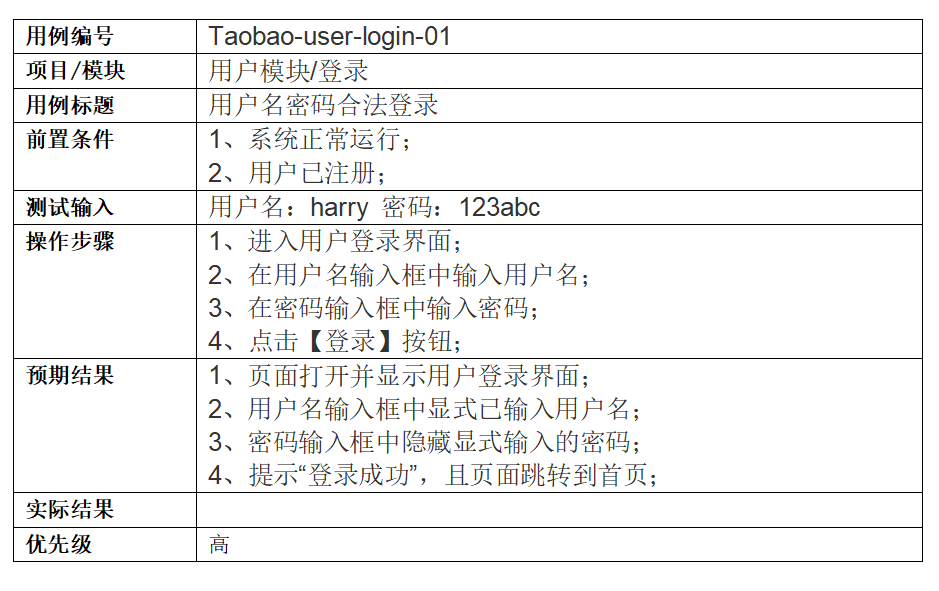 用例编号 Taobao-user-login-01
项目/模块 用户模块/登录
用例标题 用户名密码合法登录
前置条件 1、系统正常运行；
2、用户已注册；
测试输入 用户名：harry 密码：123abc
操作步骤 1、进入用户登录界面；
2、在用户名输入框中输入用户名；
3、在密码输入框中输入密码；
4、点击【登录】按钮；
预期结果 1、页面打开并显示用户登录界面；
2、用户名输入框中显式已输入用户名；
3、密码输入框中隐藏显式输入的密码；
4、提示“登录成功”，且页面跳转到首页；
实际结果
优先级 高